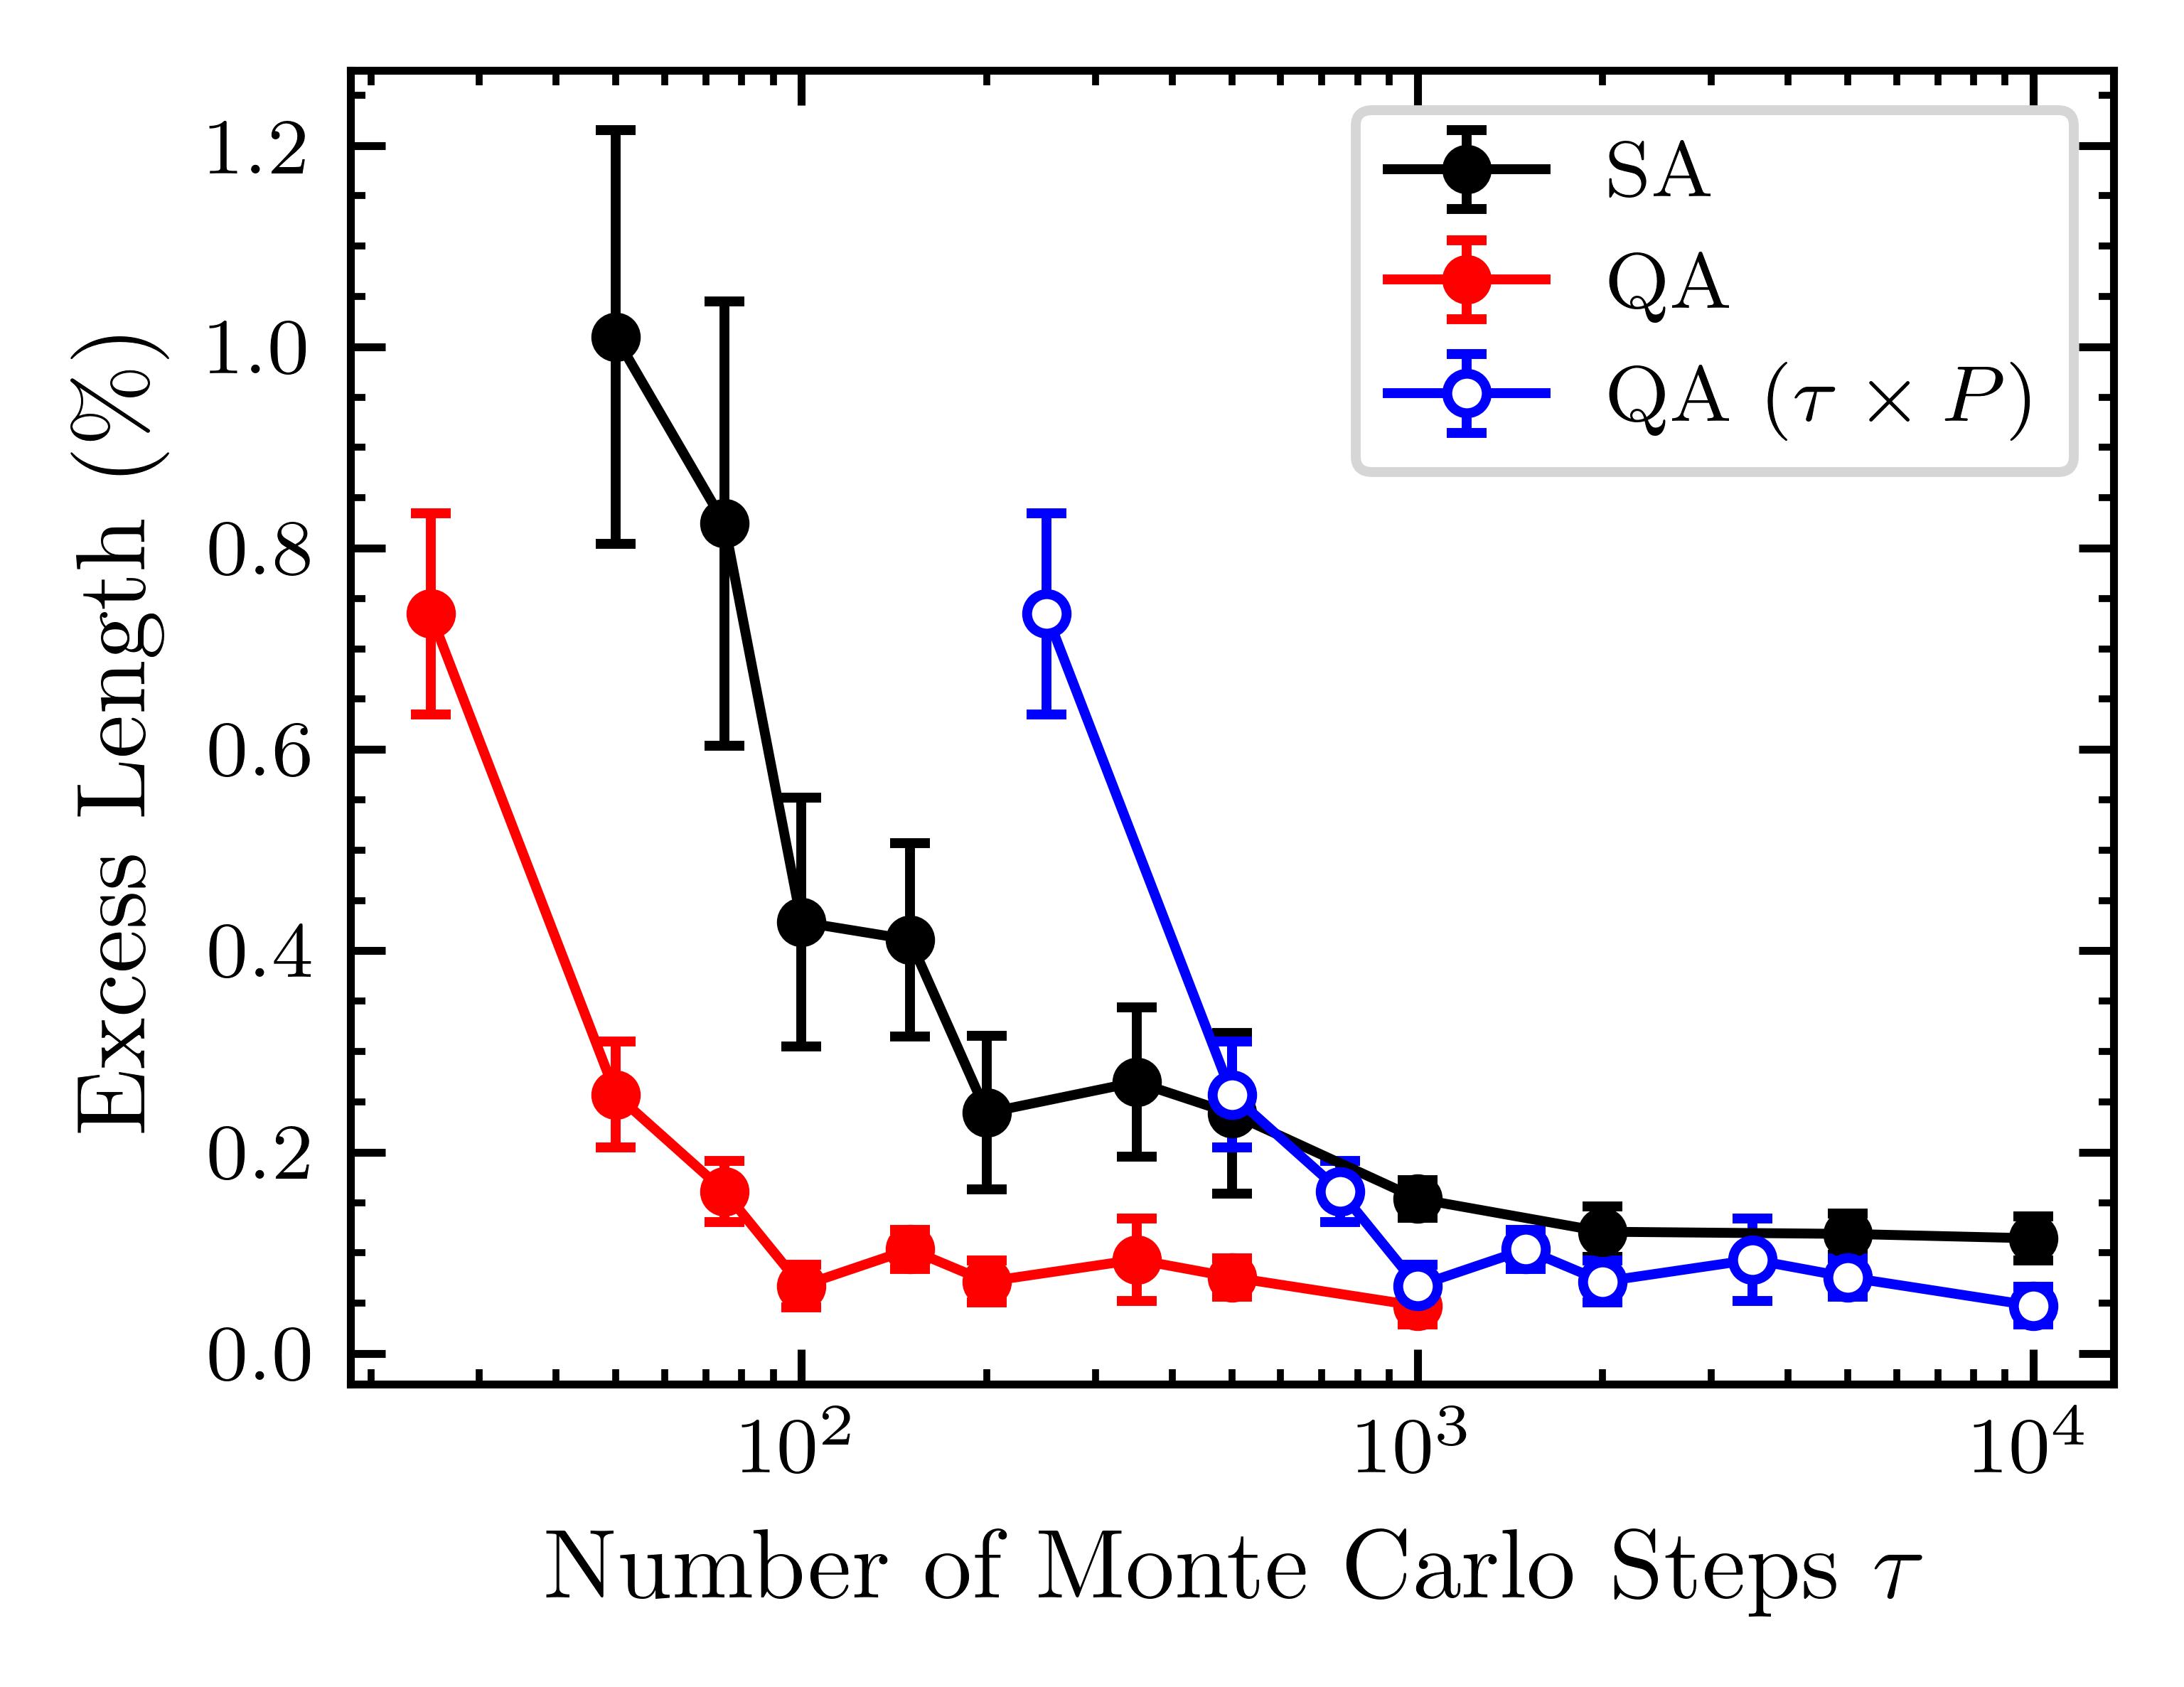 SA
QA
QA (τ × P)
Excess Length (%)
1.2
1.0
0.8
0.6
0.4
0.2
0.0
10² 10³ 10⁴
Number of Monte Carlo Steps τ